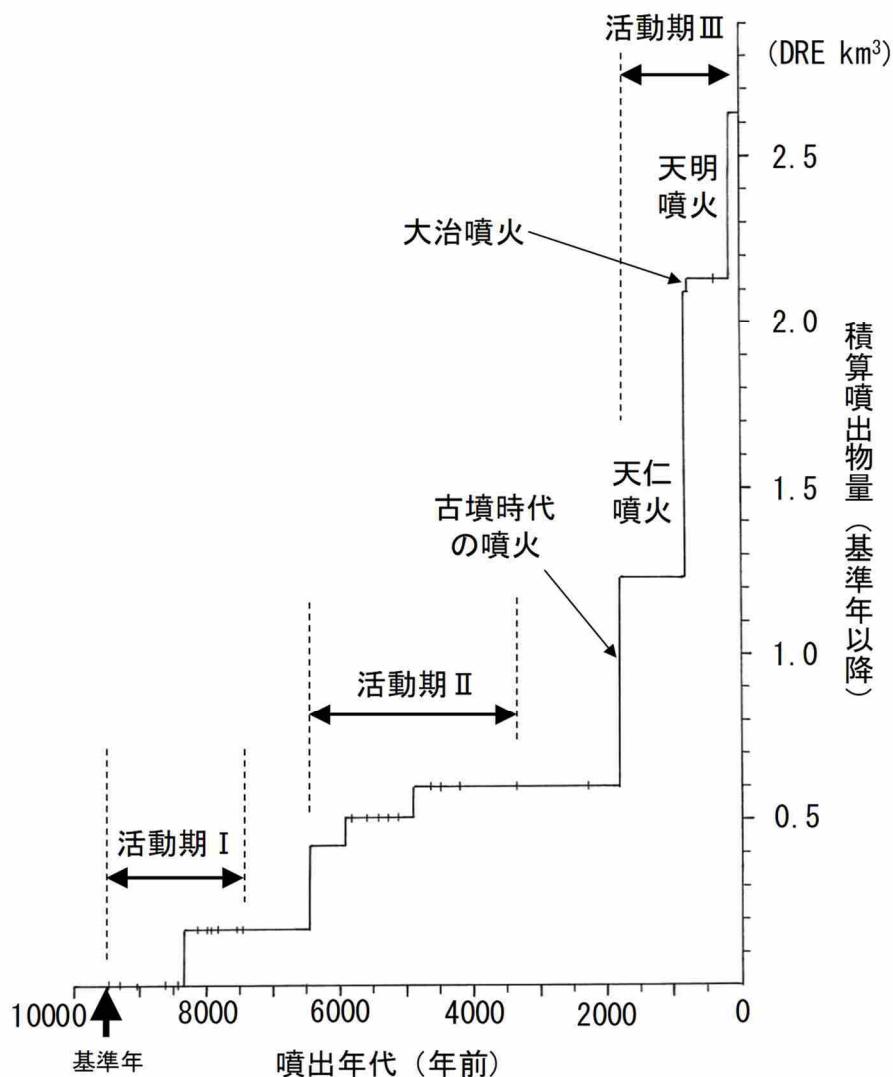 活動期Ⅲ
(DRE km³)
2.5
天明
噴火
大治噴火
2.0
積算噴出物量(基準年以降)
天仁
噴火
1.5
古墳時代
の噴火
1.0
活動期Ⅱ
0.5
活動期Ⅰ
10000 8000 6000 4000 2000 0
基準年
噴出年代(年前)